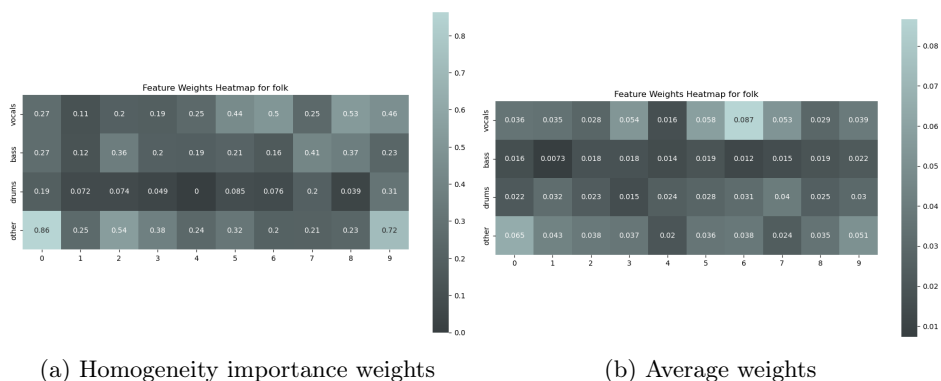 Feature Weights Heatmap for folk
vocals 0.27 0.11 0.2 0.19 0.25 0.44 0.5 0.25 0.53 0.46
bass 0.27 0.12 0.36 0.2 0.19 0.21 0.16 0.41 0.37 0.23
drums 0.19 0.072 0.074 0.049 0 0.085 0.076 0.2 0.039 0.31
other 0.86 0.25 0.54 0.38 0.24 0.32 0.2 0.21 0.23 0.72
0 1 2 3 4 5 6 7 8 9
0.8
0.7
0.6
0.5
0.4
0.3
0.2
0.1
0.0
(a) Homogeneity importance weights
Feature Weights Heatmap for folk
vocals 0.036 0.035 0.028 0.054 0.016 0.058 0.087 0.053 0.029 0.039
bass 0.016 0.0073 0.018 0.018 0.014 0.019 0.012 0.015 0.019 0.022
drums 0.022 0.032 0.023 0.015 0.024 0.028 0.031 0.04 0.025 0.03
other 0.065 0.043 0.038 0.037 0.02 0.036 0.038 0.024 0.035 0.051
0 1 2 3 4 5 6 7 8 9
0.08
0.07
0.06
0.05
0.04
0.03
0.02
0.01
(b) Average weights